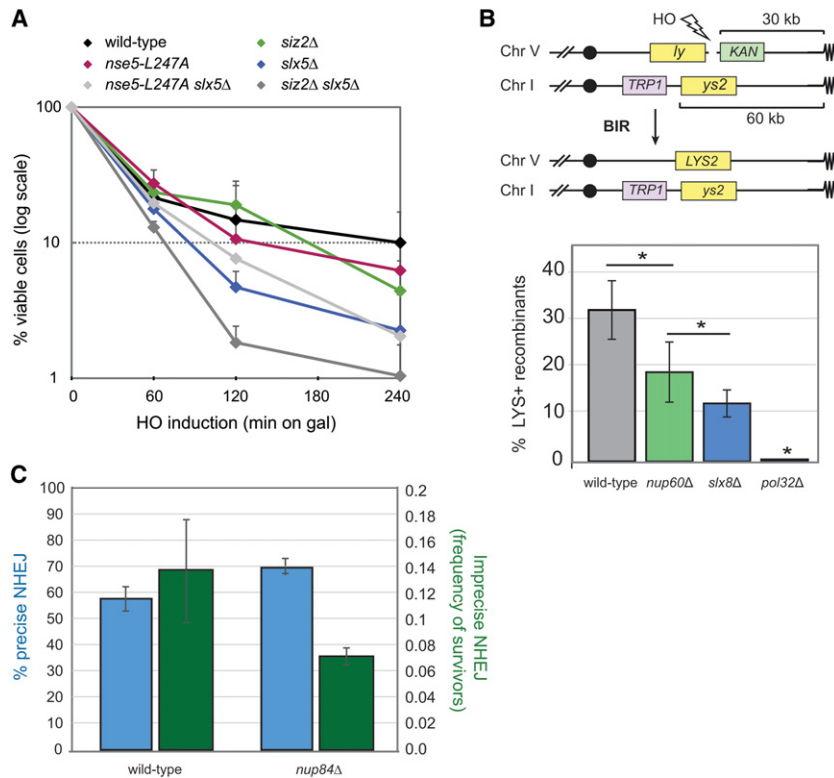 A
wild-type
nse5-L247A
nse5-L247A slx5Δ
siz2Δ
slx5Δ
siz2Δ slx5Δ
% viable cells (log scale)
100
10
1
0 60 120 240
HO induction (min on gal)
B
HO
30 kb
Chr V
ly
KAN
Chr I
TRP1
ys2
60 kb
BIR
Chr V
LYS2
Chr I
TRP1
ys2
% LYS+ recombinants
40
30
20
10
0
* * *
wild-type nup60Δ slx8Δ pol32Δ
C
% precise NHEJ
100
90
80
70
60
50
40
30
20
10
0
0.2
0.18
0.16
0.14
0.12
0.1
0.08
0.06
0.04
0.02
0.0
Imprecise NHEJ
(frequency of survivors)
wild-type nup84Δ